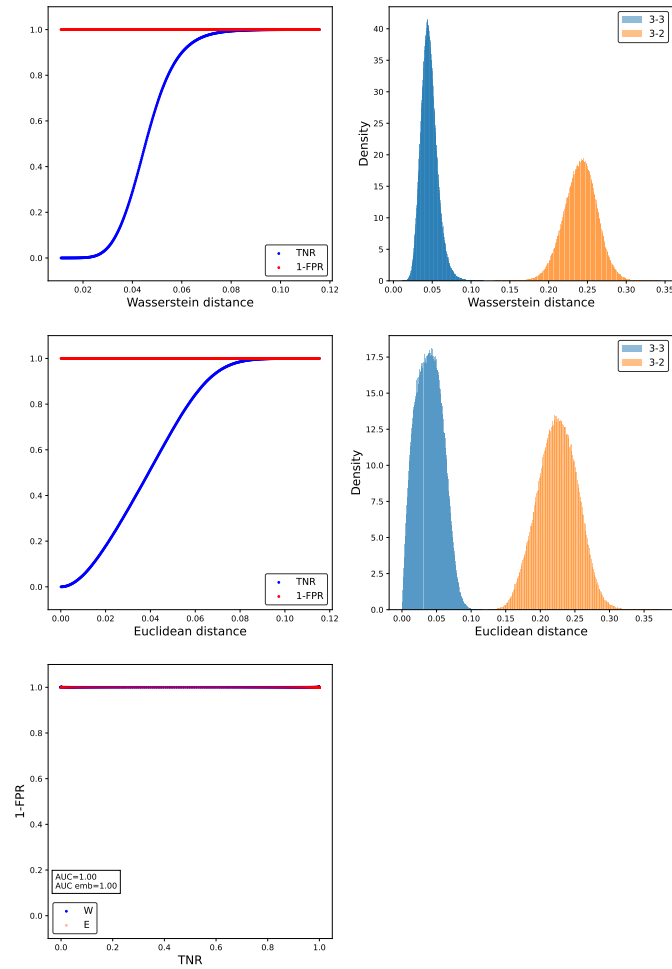 1.0
0.8
0.6
0.4
0.2
0.0
TNR
1-FPR
0.02 0.04 0.06 0.08 0.10 0.12
Wasserstein distance
40
35
30
25
20
15
10
5
0
Density
3-3
3-2
0.00 0.05 0.10 0.15 0.20 0.25 0.30 0.35
Wasserstein distance
1.0
0.8
0.6
0.4
0.2
0.0
TNR
1-FPR
0.00 0.02 0.04 0.06 0.08 0.10 0.12
Euclidean distance
17.5
15.0
12.5
10.0
7.5
5.0
2.5
0.0
Density
3-3
3-2
0.00 0.05 0.10 0.15 0.20 0.25 0.30 0.35
Euclidean distance
1.0
0.8
0.6
0.4
0.2
0.0
1-FPR
AUC=1.00
AUC emb=1.00
W
E
0.0 0.2 0.4 0.6 0.8 1.0
TNR